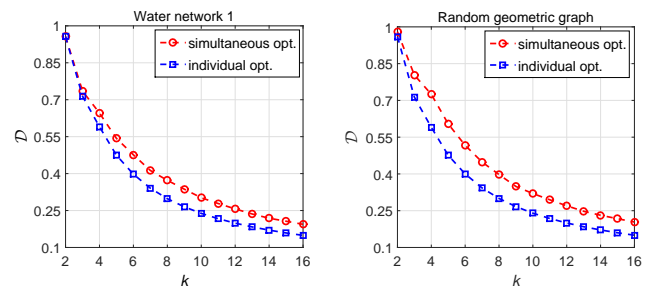 Water network 1
1
0.85
0.7
0.55
0.4
0.25
0.1
𝒟
simultaneous opt.
individual opt.
2 4 6 8 10 12 14 16
k
Random geometric graph
1
0.85
0.7
0.55
0.4
0.25
0.1
𝒟
simultaneous opt.
individual opt.
2 4 6 8 10 12 14 16
k